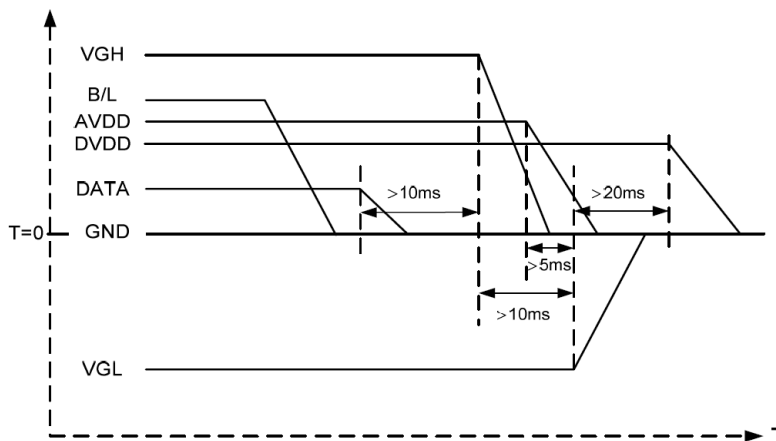 VGH
B/L
AVDD
DVDD
DATA
>10ms
>20ms
T=0
GND
>5ms
>10ms
VGL